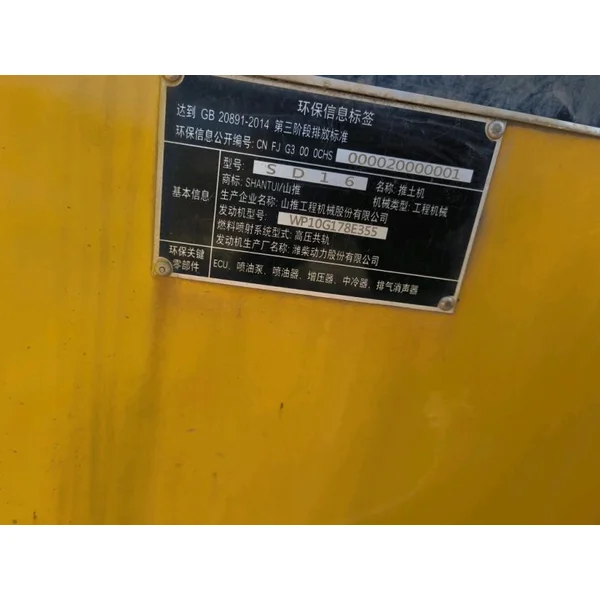 环保信息标签
达到 GB 20891-2014 第三阶段排放标准
环保信息公开编号: CN FJ G3 00 0CHS 000020000001
基本信息
型号: SD16 名称: 推土机
商标: SHANTUI/山推 机械类型: 工程机械
生产企业名称: 山推工程机械股份有限公司
发动机型号: WP10G178E355
燃料喷射系统型式: 高压共轨
发动机生产厂名称: 潍柴动力股份有限公司
环保关键零部件
ECU、喷油泵、喷油器、增压器、中冷器、排气消声器